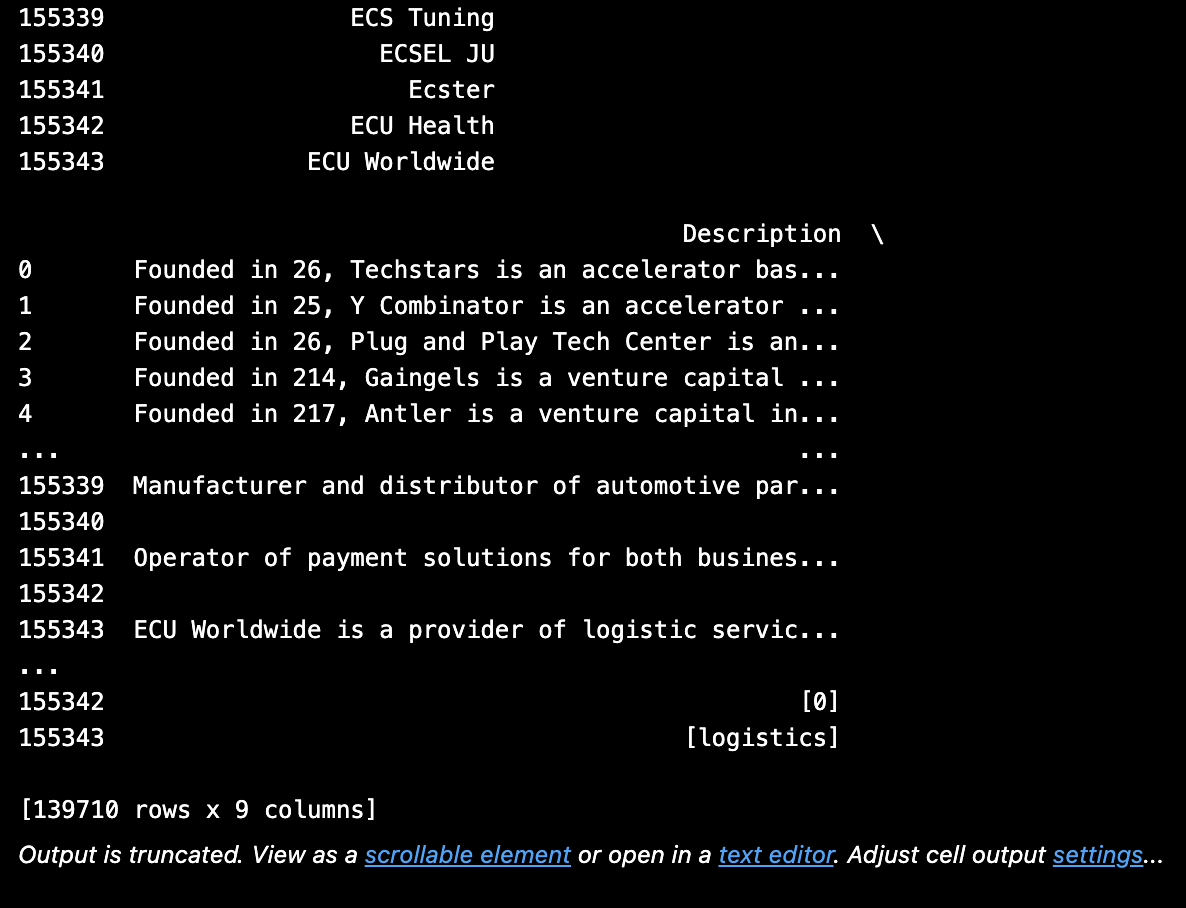 155339 ECS Tuning
155340 ECSEL JU
155341 Ecster
155342 ECU Health
155343 ECU Worldwide
Description \
0 Founded in 26, Techstars is an accelerator bas...
1 Founded in 25, Y Combinator is an accelerator ...
2 Founded in 26, Plug and Play Tech Center is an...
3 Founded in 214, Gaingels is a venture capital ...
4 Founded in 217, Antler is a venture capital in...
... ...
155339 Manufacturer and distributor of automotive par...
155340
155341 Operator of payment solutions for both busines...
155342
155343 ECU Worldwide is a provider of logistic servic...
...
155342 [0]
155343 [logistics]
[139710 rows x 9 columns]
Output is truncated. View as a scrollable element or open in a text editor. Adjust cell output settings...